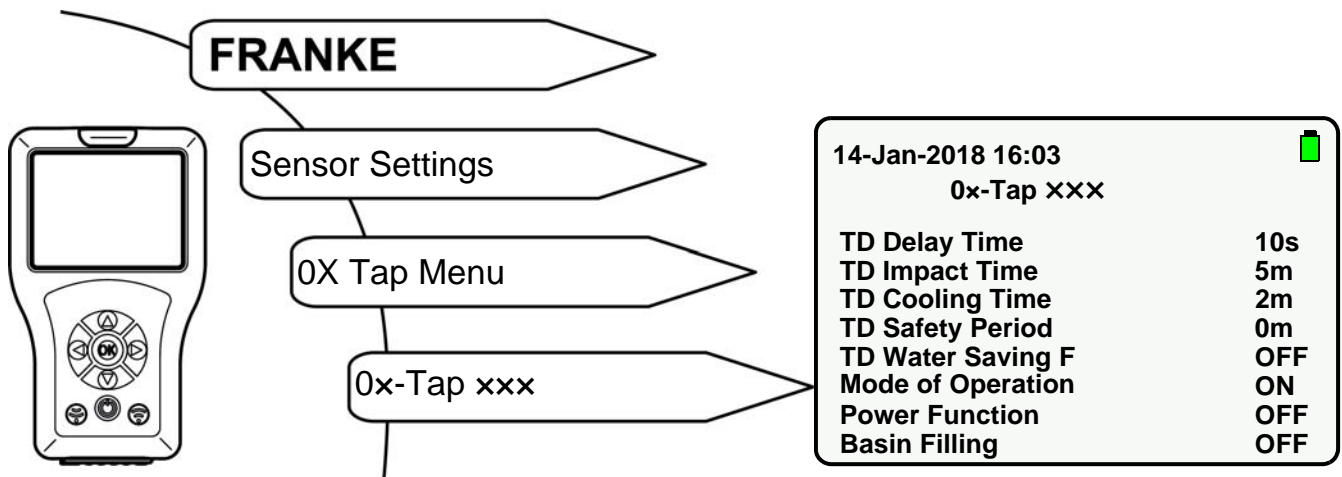 FRANKE
Sensor Settings
0X Tap Menu
0×-Tap ×××
OK
14-Jan-2018 16:03
0×-Tap ×××
TD Delay Time 10s
TD Impact Time 5m
TD Cooling Time 2m
TD Safety Period 0m
TD Water Saving F OFF
Mode of Operation ON
Power Function OFF
Basin Filling OFF